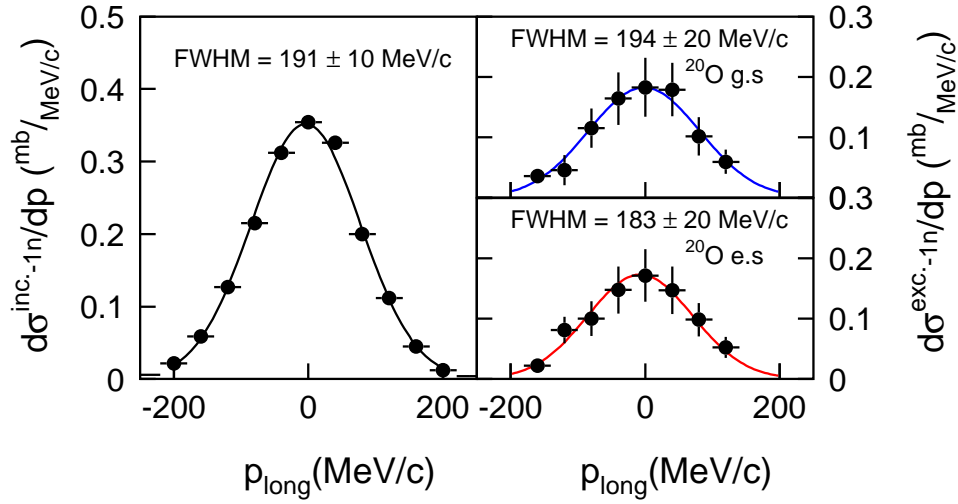 dσ^inc._-1n/dp (^mb/_MeV/c)
0.5
0.4
0.3
0.2
0.1
0
FWHM = 191 ± 10 MeV/c
-200
0
200
p_long(MeV/c)
FWHM = 194 ± 20 MeV/c
²⁰O g.s
0.3
0.2
0.1
0.3
FWHM = 183 ± 20 MeV/c
²⁰O e.s
0.2
0.1
0
-200
0
200
p_long(MeV/c)
dσ^exc._-1n/dp (^mb/_MeV/c)